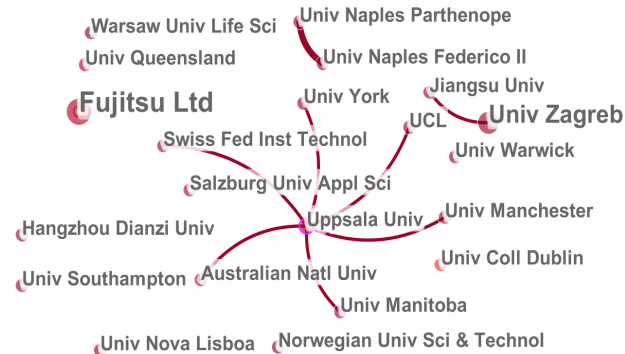 Univ Naples Parthenope
Warsaw Univ Life Sci
Univ Queensland
Univ Naples Federico II
Fujitsu Ltd
Univ York
Jiangsu Univ
UCL
Univ Zagreb
Swiss Fed Inst Technol
Univ Warwick
Salzburg Univ Appl Sci
Uppsala Univ
Univ Manchester
Hangzhou Dianzi Univ
Univ Coll Dublin
Univ Southampton
Australian Natl Univ
Univ Manitoba
Univ Nova Lisboa
Norwegian Univ Sci & Technol